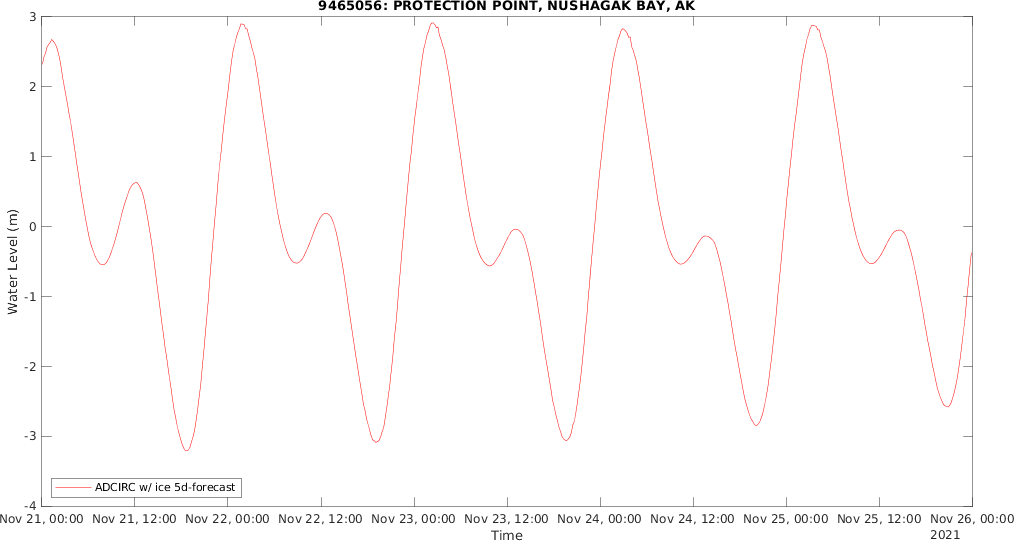 9465056: PROTECTION POINT, NUSHAGAK BAY, AK
Water Level (m)
3
2
1
0
-1
-2
-3
-4
ADCIRC w/ ice 5d-forecast
Nov 21, 00:00 Nov 21, 12:00 Nov 22, 00:00 Nov 22, 12:00 Nov 23, 00:00 Nov 23, 12:00 Nov 24, 00:00 Nov 24, 12:00 Nov 25, 00:00 Nov 25, 12:00 Nov 26, 00:00
Time
2021